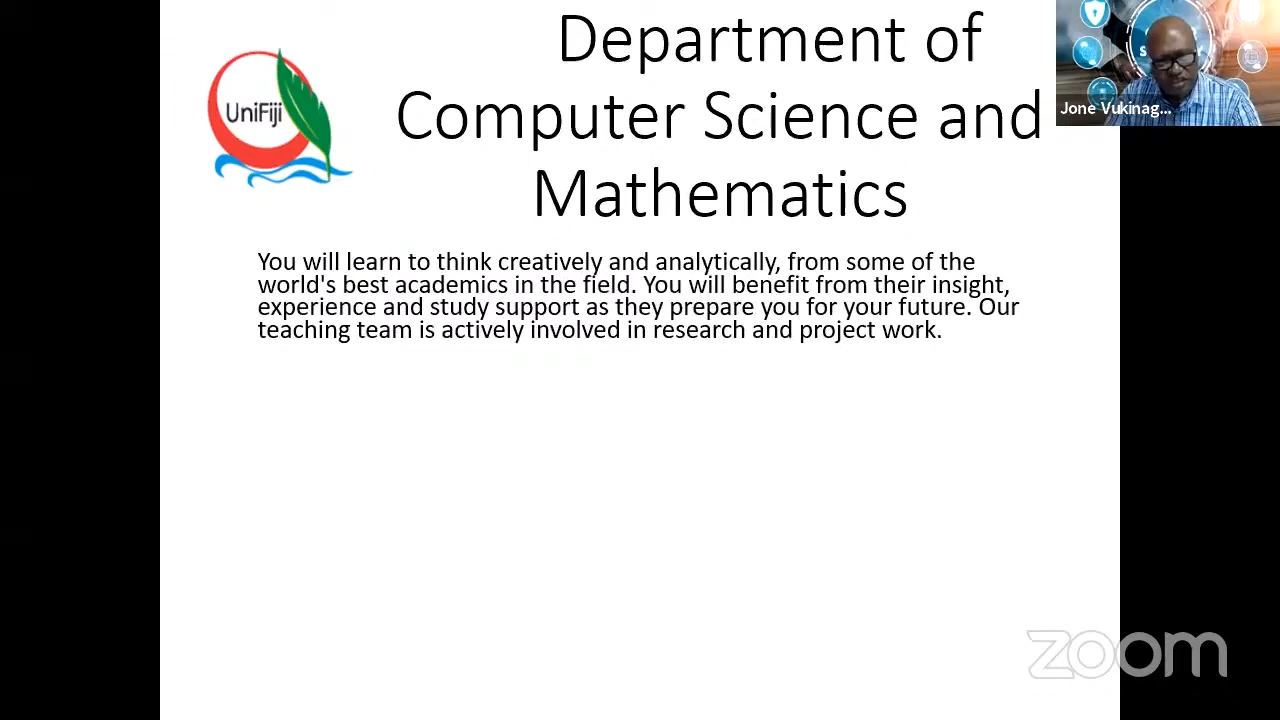 Department of
Computer Science and
Mathematics
UniFiji
You will learn to think creatively and analytically, from some of the
world's best academics in the field. You will benefit from their insight,
experience and study support as they prepare you for your future. Our
teaching team is actively involved in research and project work.
Jone Vukinag...
zoom